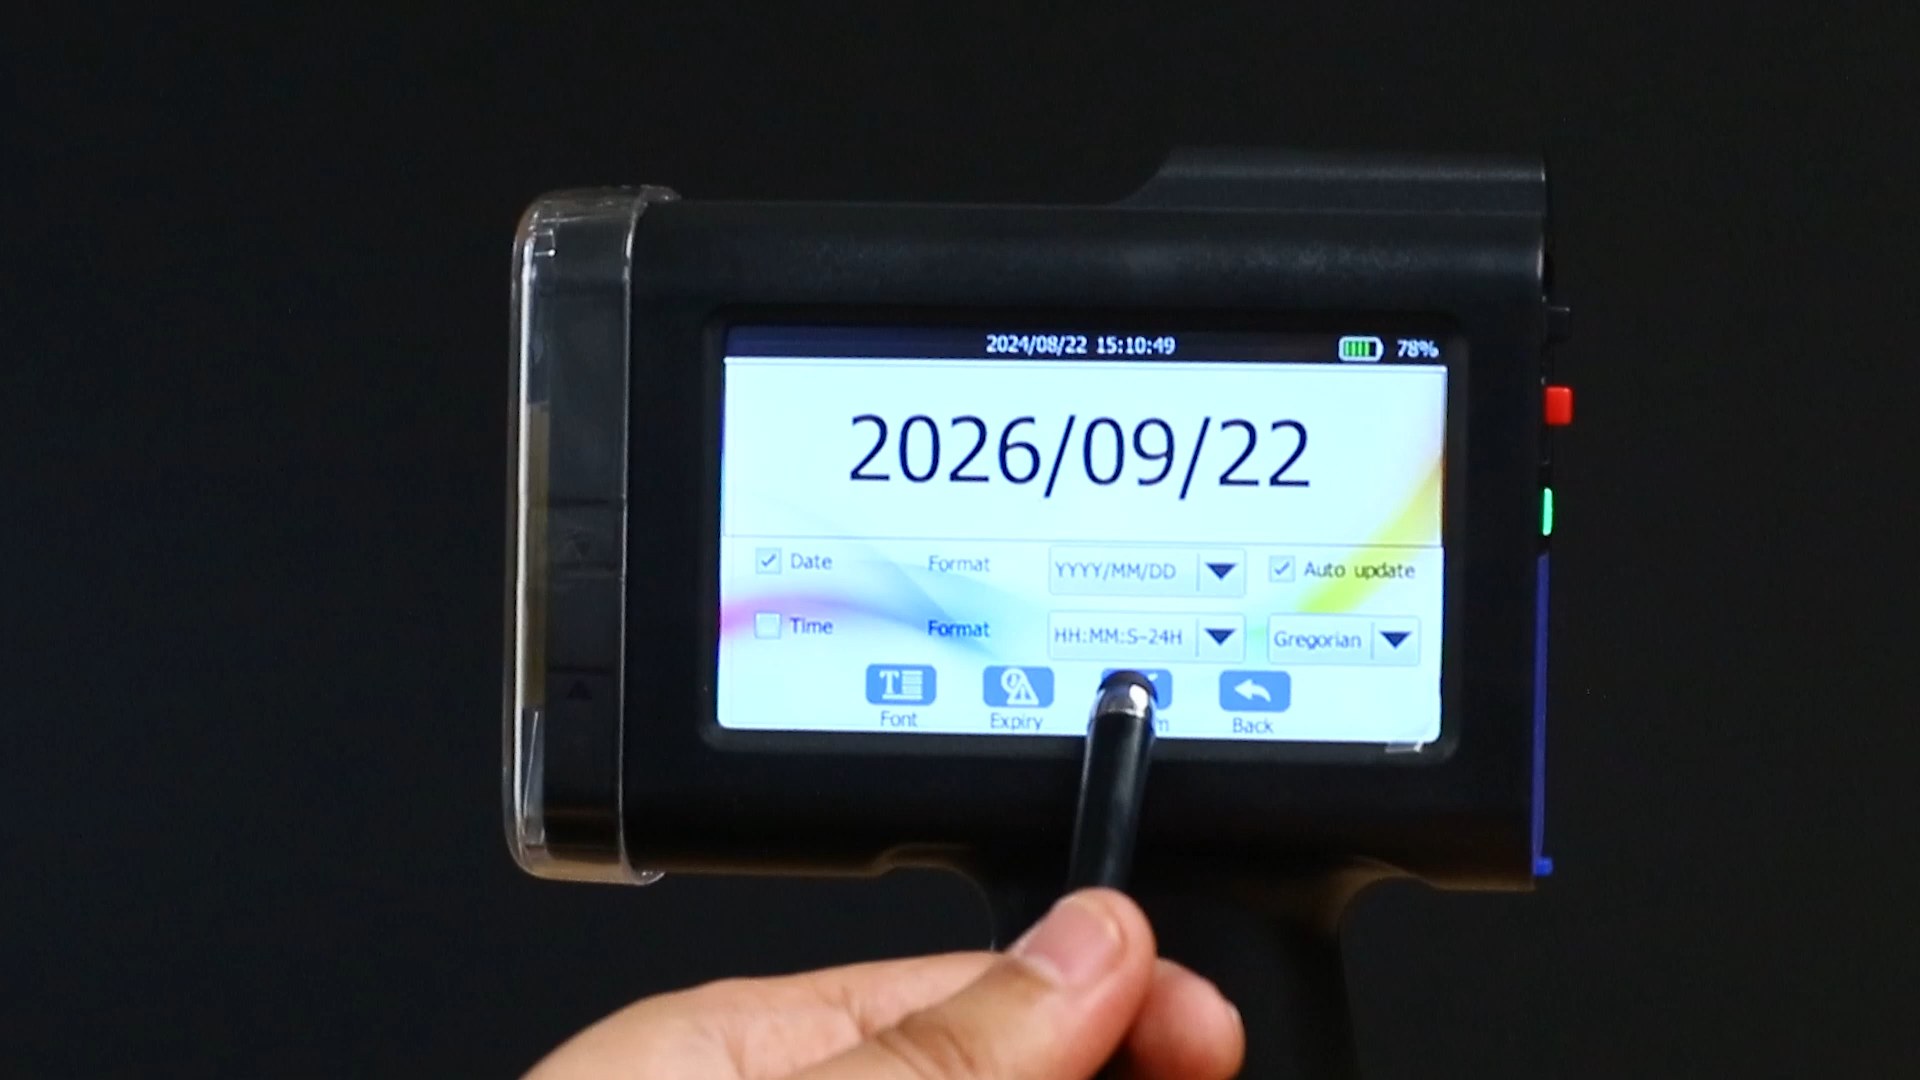 2024/08/22 15:10:49 78%
2026/09/22
Date Format YYYY/MM/DD Auto update
Time Format HH:MM:S-24H Gregorian
Font Expiry Back